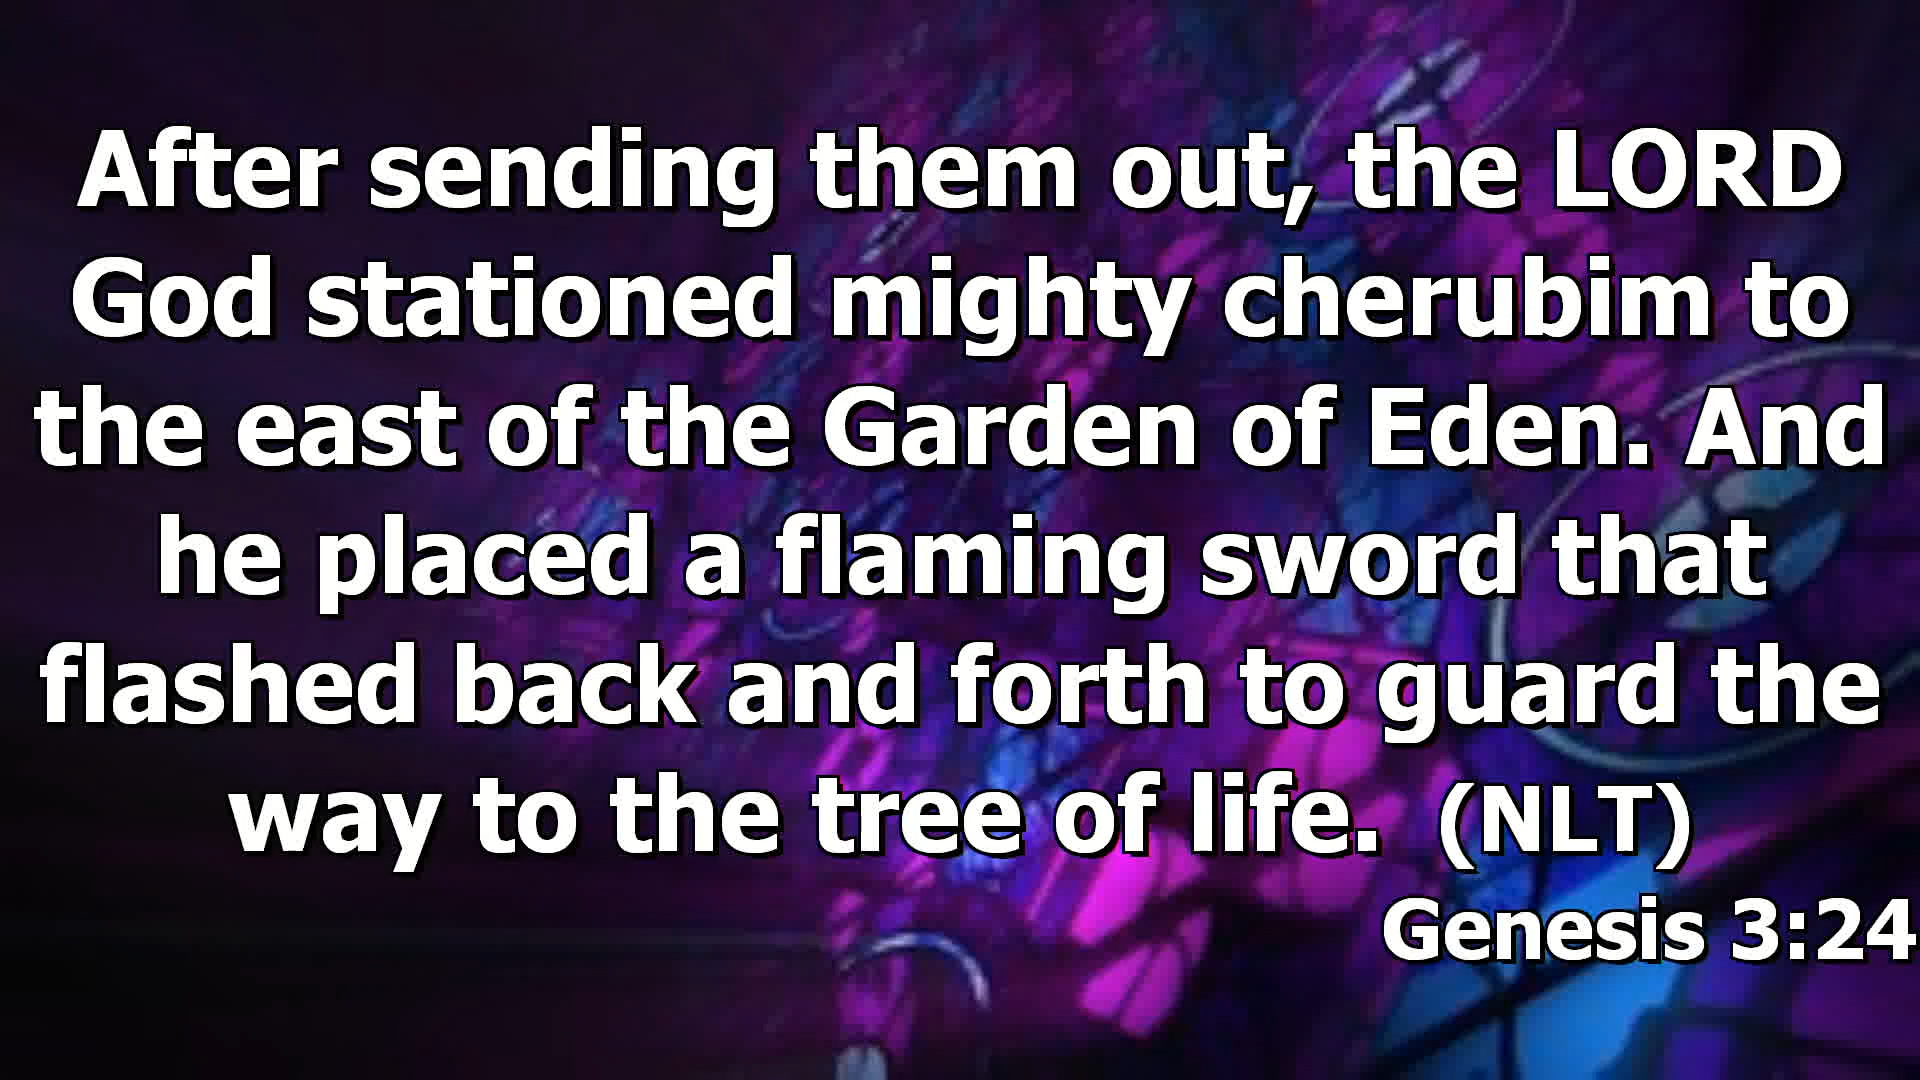 After sending them out, the LORD
God stationed mighty cherubim to
the east of the Garden of Eden. And
he placed a flaming sword that
flashed back and forth to guard the
way to the tree of life. (NLT)
Genesis 3:24